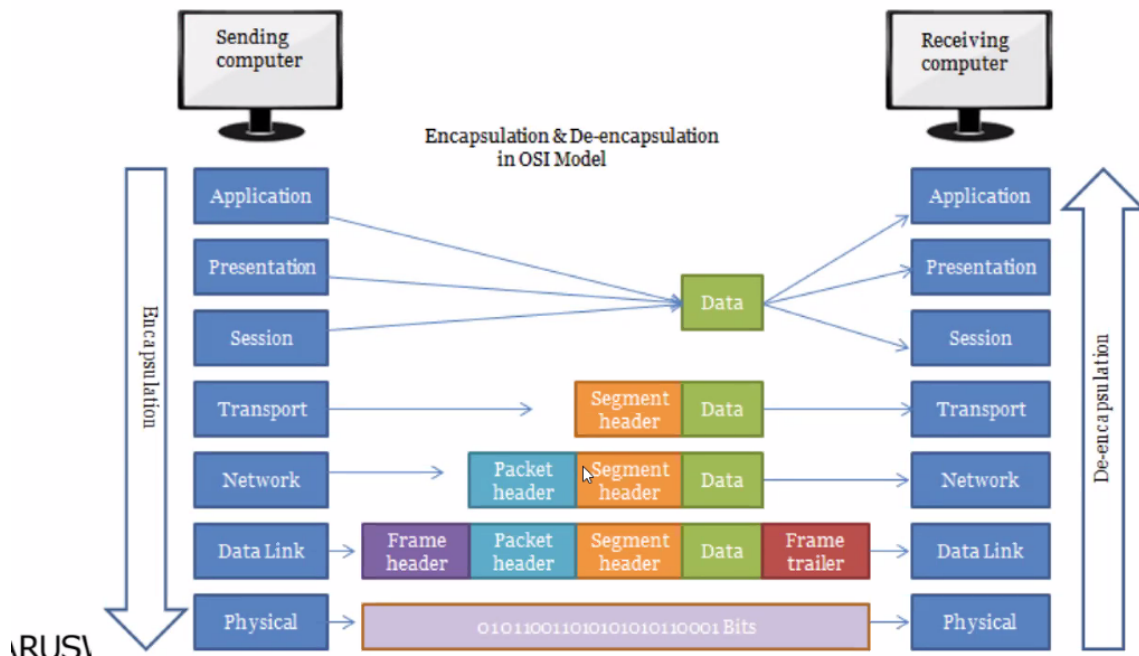 Sending
computer
Receiving
computer
Encapsulation & De-encapsulation
in OSI Model
Application
Application
Presentation
Presentation
Data
Session
Session
Encapsulation
De-encapsulation
Transport
Segment
header
Data
Transport
Network
Packet
header
Segment
header
Data
Network
Data Link
Frame
header
Packet
header
Segment
header
Data
Frame
trailer
Data Link
Physical
010110011010101010110001 Bits
Physical